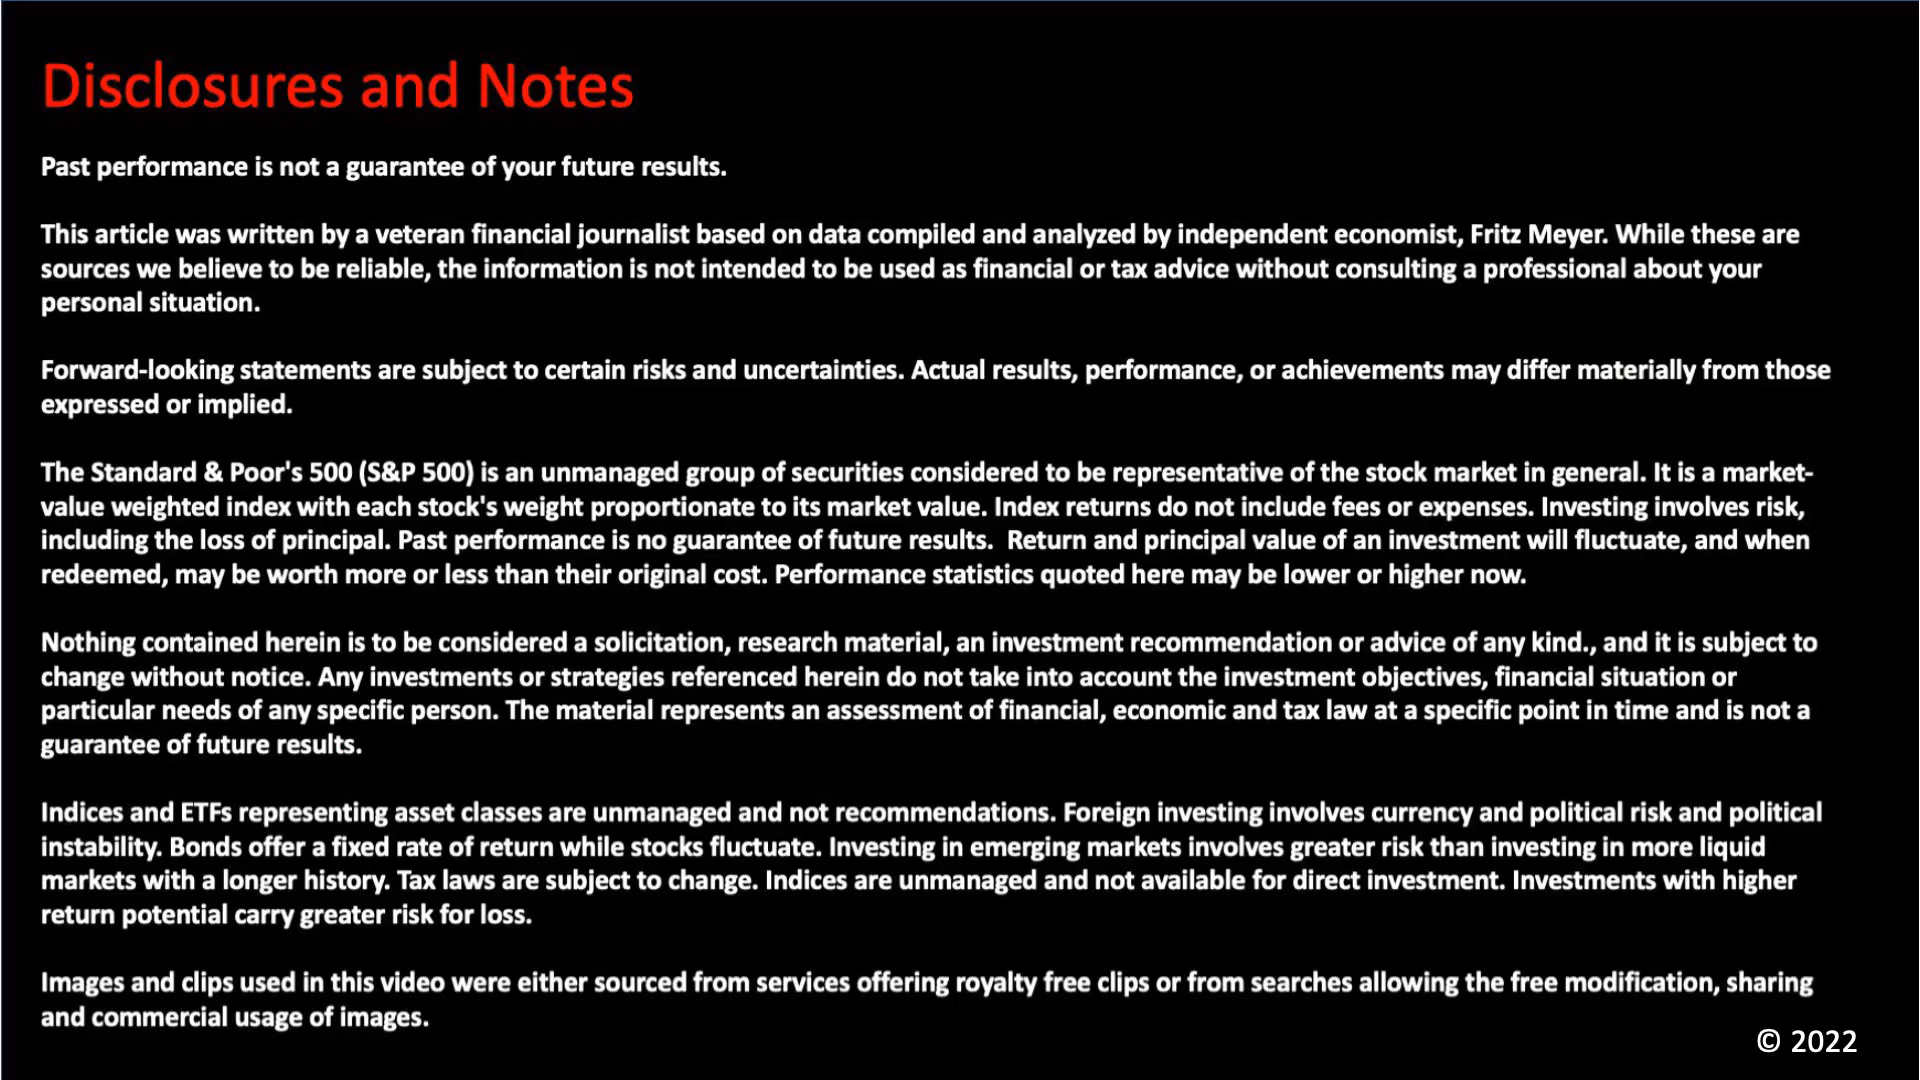 Disclosures and Notes
Past performance is not a guarantee of your future results.
This article was written by a veteran financial journalist based on data compiled and analyzed by independent economist, Fritz Meyer. While these are
sources we believe to be reliable, the information is not intended to be used as financial or tax advice without consulting a professional about your
personal situation.
Forward-looking statements are subject to certain risks and uncertainties. Actual results, performance, or achievements may differ materially from those
expressed or implied.
The Standard & Poor's 500 (S&P 500) is an unmanaged group of securities considered to be representative of the stock market in general. It is a market-
value weighted index with each stock's weight proportionate to its market value. Index returns do not include fees or expenses. Investing involves risk,
including the loss of principal. Past performance is no guarantee of future results.  Return and principal value of an investment will fluctuate, and when
redeemed, may be worth more or less than their original cost. Performance statistics quoted here may be lower or higher now.
Nothing contained herein is to be considered a solicitation, research material, an investment recommendation or advice of any kind., and it is subject to
change without notice. Any investments or strategies referenced herein do not take into account the investment objectives, financial situation or
particular needs of any specific person. The material represents an assessment of financial, economic and tax law at a specific point in time and is not a
guarantee of future results.
Indices and ETFs representing asset classes are unmanaged and not recommendations. Foreign investing involves currency and political risk and political
instability. Bonds offer a fixed rate of return while stocks fluctuate. Investing in emerging markets involves greater risk than investing in more liquid
markets with a longer history. Tax laws are subject to change. Indices are unmanaged and not available for direct investment. Investments with higher
return potential carry greater risk for loss.
Images and clips used in this video were either sourced from services offering royalty free clips or from searches allowing the free modification, sharing
and commercial usage of images.
© 2022